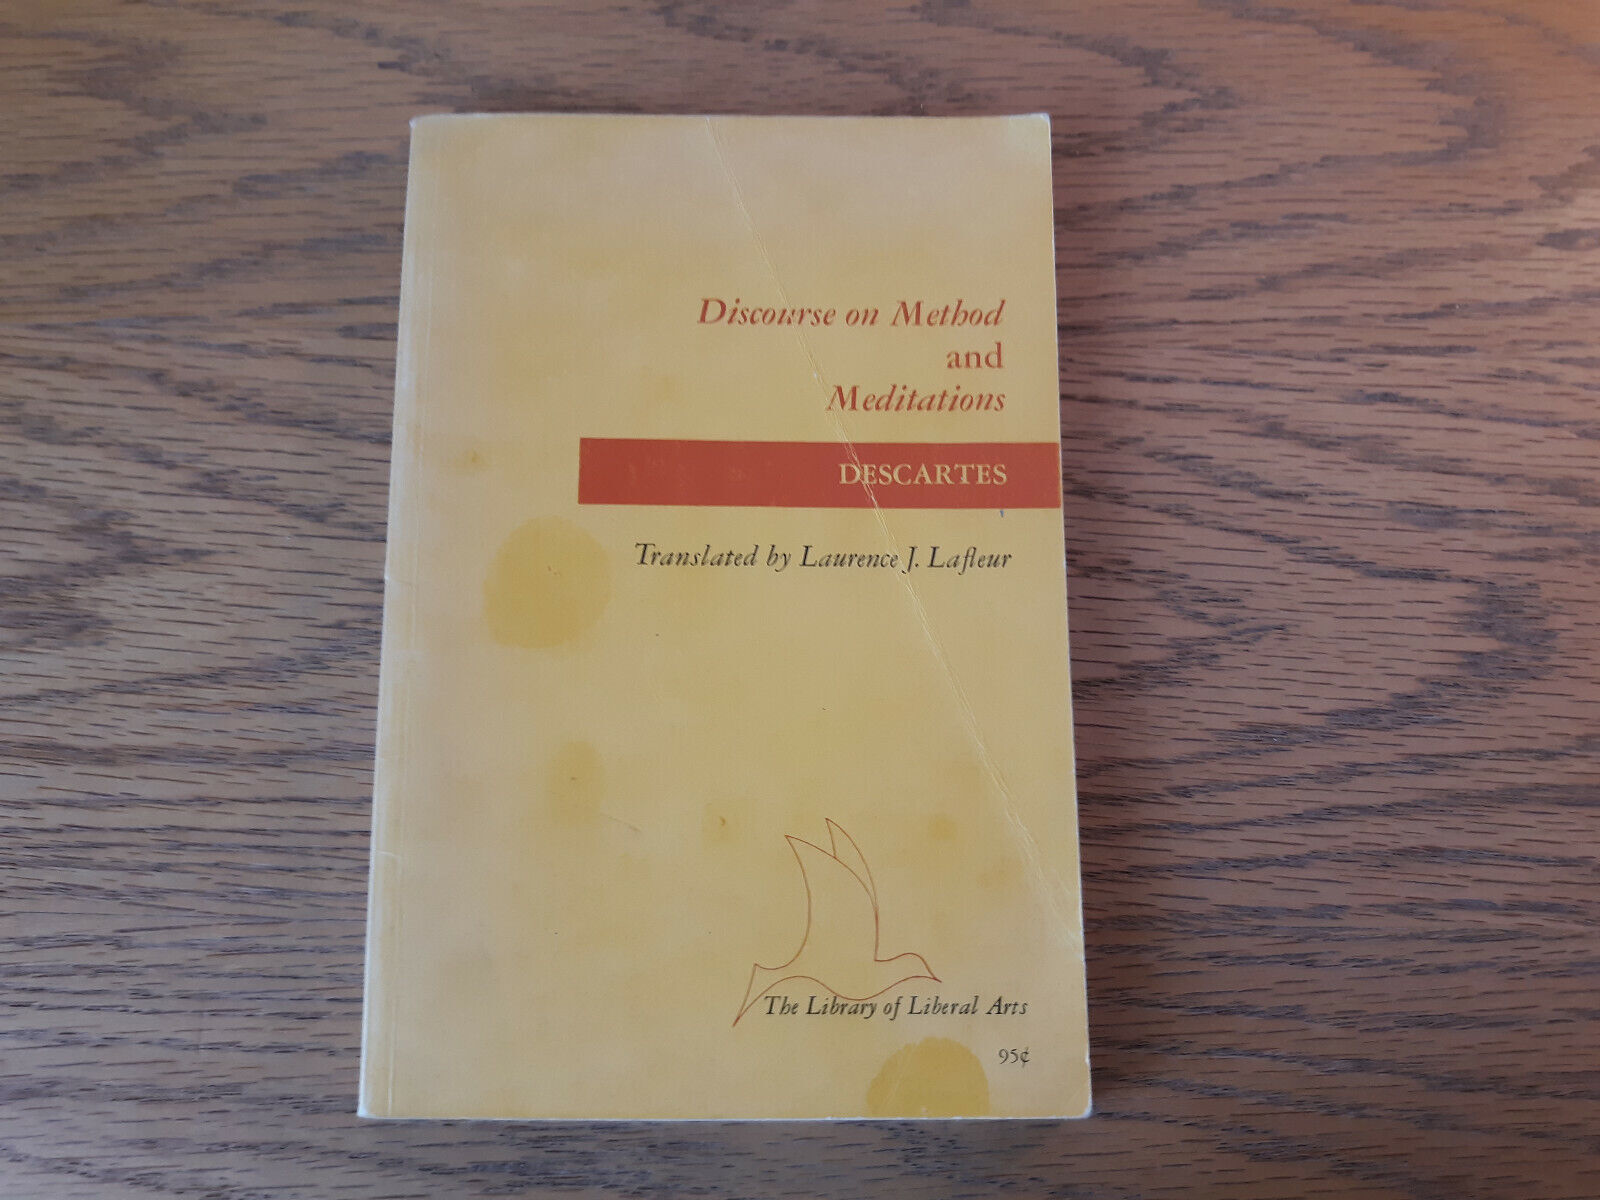 Discourse on Method
and
Meditations
DESCARTES
Translated by Laurence J. Lafleur
The Library of Liberal Arts
95¢